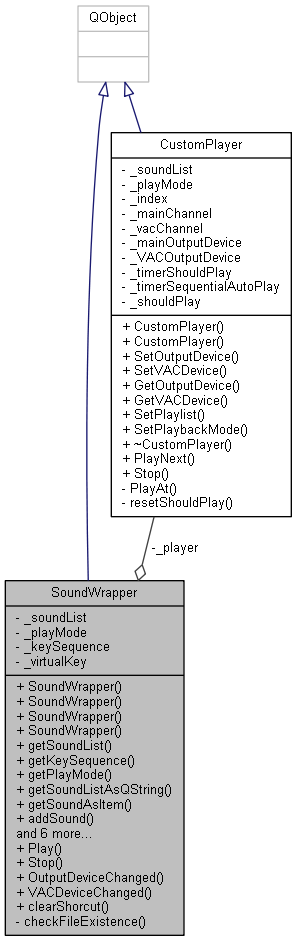 QObject
CustomPlayer
- _soundList
- _playMode
- _index
- _mainChannel
- _vacChannel
- _mainOutputDevice
- _VACOutputDevice
- _timerShouldPlay
- _timerSequentialAutoPlay
- _shouldPlay
+ CustomPlayer()
+ CustomPlayer()
+ SetOutputDevice()
+ SetVACDevice()
+ GetOutputDevice()
+ GetVACDevice()
+ SetPlaylist()
+ SetPlaybackMode()
+ ~CustomPlayer()
+ PlayNext()
+ Stop()
- PlayAt()
- resetShouldPlay()
-_player
SoundWrapper
- _soundList
- _playMode
- _keySequence
- _virtualKey
+ SoundWrapper()
+ SoundWrapper()
+ SoundWrapper()
+ SoundWrapper()
+ getSoundList()
+ getKeySequence()
+ getPlayMode()
+ getSoundListAsQString()
+ getSoundAsItem()
+ addSound()
and 6 more...
+ Play()
+ Stop()
+ OutputDeviceChanged()
+ VACDeviceChanged()
+ clearShorcut()
- checkFileExistence()